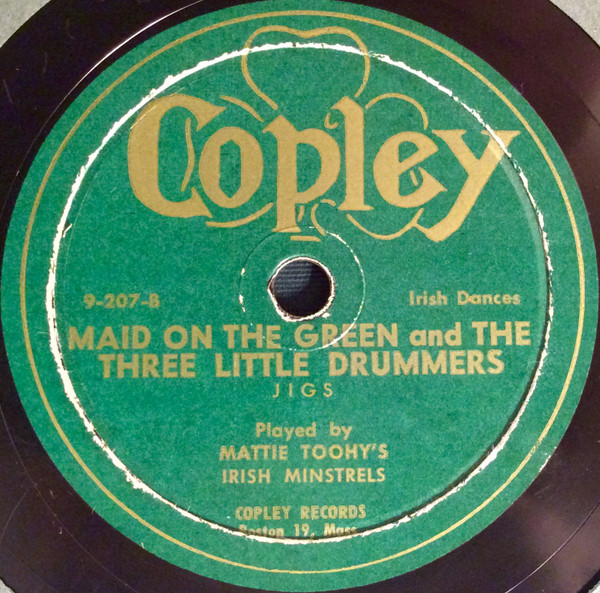 Copley
9-207-B
Irish Dances
MAID ON THE GREEN and THE
THREE LITTLE DRUMMERS
JIGS
Played by
MATTIE TOOHY'S
IRISH MINSTRELS
COPLEY RECORDS
Boston 19, Mass.